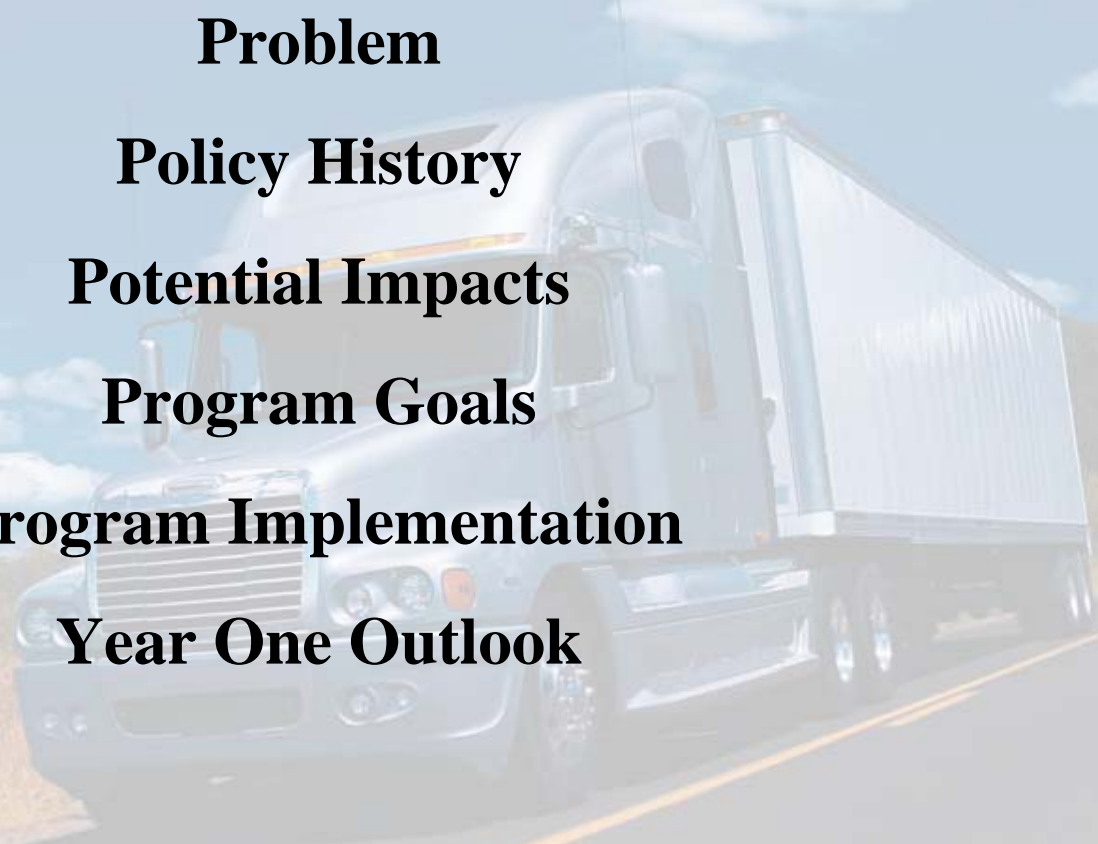 Problem
Policy History
Potential Impacts
Program Goals
rogram Implementation
Year One Outlook